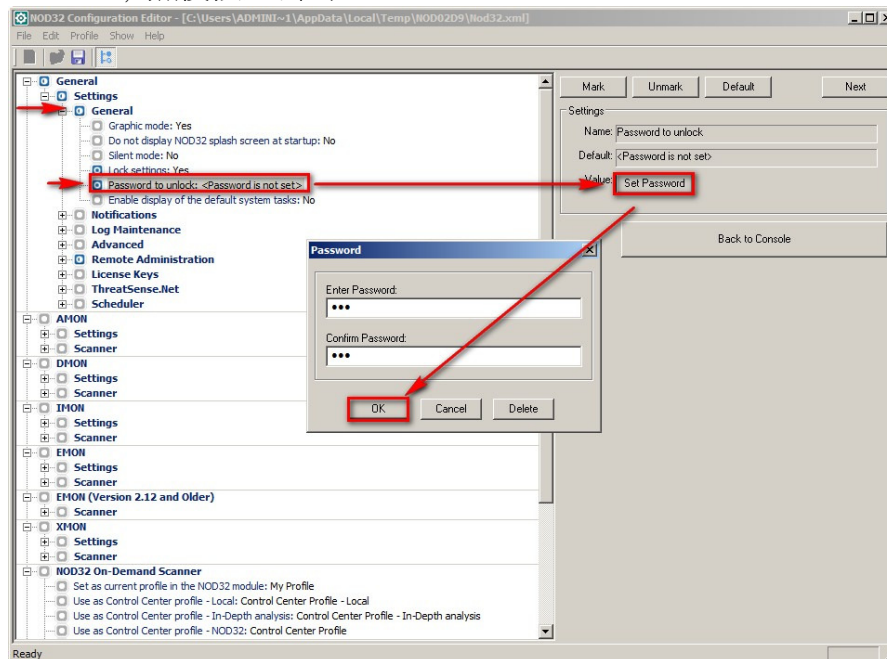 NOD32 Configuration Editor - [C:\Users\ADMINI~1\AppData\Local\Temp\NOD02D9\Nod32.xml]
File Edit Profile Show Help
General
Settings
General
Graphic mode: Yes
Do not display NOD32 splash screen at startup: No
Silent mode: No
Lock settings: Yes
Password to unlock: <Password is not set>
Enable display of the default system tasks: No
Notifications
Log Maintenance
Advanced
Remote Administration
License Keys
ThreatSense.Net
Scheduler
AMON
Settings
Scanner
DMON
Settings
Scanner
IMON
Settings
Scanner
EMON
Settings
Scanner
EMON (Version 2.12 and Older)
Scanner
XMON
Settings
Scanner
NOD32 On-Demand Scanner
Set as current profile in the NOD32 module: My Profile
Use as Control Center profile - Local: Control Center Profile - Local
Use as Control Center profile - In-Depth analysis: Control Center Profile - In-Depth analysis
Use as Control Center profile - NOD32: Control Center Profile
Ready
Mark Unmark Default Next
Settings
Name: Password to unlock
Default: <Password is not set>
Value: Set Password
Back to Console
Password
Enter Password:
•••
Confirm Password:
•••
OK Cancel Delete